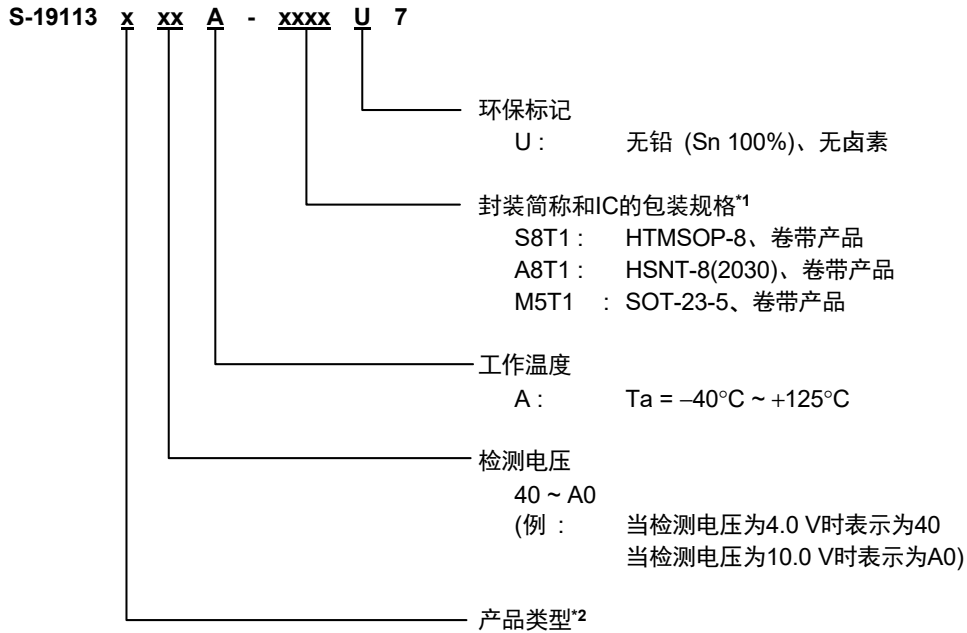 S-19113 x xx A - xxxx U 7
环保标记
U : 无铅 (Sn 100%)、无卤素
封装简称和IC的包装规格*1
S8T1 : HTMSOP-8、卷带产品
A8T1 : HSNT-8(2030)、卷带产品
M5T1 : SOT-23-5、卷带产品
工作温度
A : Ta = −40°C ~ +125°C
检测电压
40 ~ A0
(例 : 当检测电压为4.0 V时表示为40
当检测电压为10.0 V时表示为A0)
产品类型*2